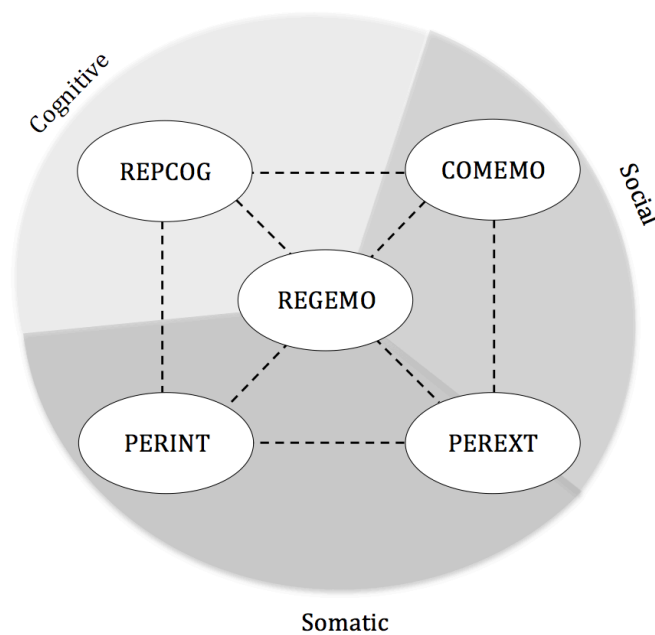 Cognitive
REPCOG
COMEMO
Social
REGEMO
PERINT
PEREXT
Somatic